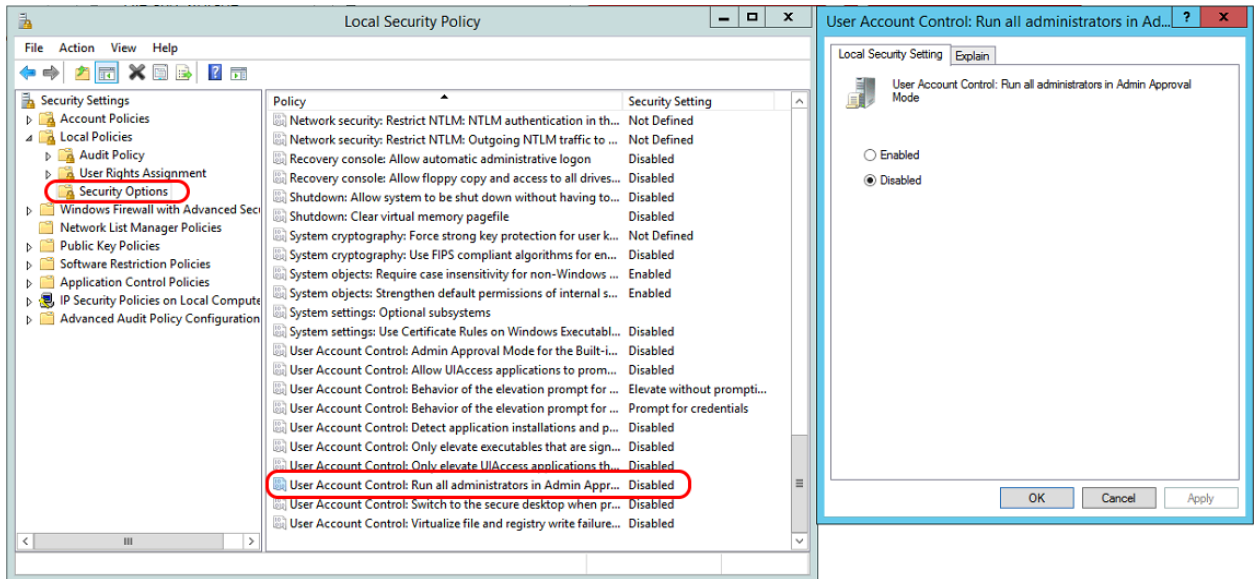 Local Security Policy
File Action View Help
Security Settings
Account Policies
Local Policies
Audit Policy
User Rights Assignment
Security Options
Windows Firewall with Advanced Secu
Network List Manager Policies
Public Key Policies
Software Restriction Policies
Application Control Policies
IP Security Policies on Local Compute
Advanced Audit Policy Configuration
Policy Security Setting
Network security: Restrict NTLM: NTLM authentication in th... Not Defined
Network security: Restrict NTLM: Outgoing NTLM traffic to ... Not Defined
Recovery console: Allow automatic administrative logon Disabled
Recovery console: Allow floppy copy and access to all drives... Disabled
Shutdown: Allow system to be shut down without having to... Disabled
Shutdown: Clear virtual memory pagefile Disabled
System cryptography: Force strong key protection for user k... Not Defined
System cryptography: Use FIPS compliant algorithms for en... Disabled
System objects: Require case insensitivity for non-Windows ... Enabled
System objects: Strengthen default permissions of internal s... Enabled
System settings: Optional subsystems
System settings: Use Certificate Rules on Windows Executabl... Disabled
User Account Control: Admin Approval Mode for the Built-i... Disabled
User Account Control: Allow UIAccess applications to prom... Disabled
User Account Control: Behavior of the elevation prompt for ... Elevate without prompti...
User Account Control: Behavior of the elevation prompt for ... Prompt for credentials
User Account Control: Detect application installations and p... Disabled
User Account Control: Only elevate executables that are sign... Disabled
User Account Control: Only elevate UIAccess applications th... Disabled
User Account Control: Run all administrators in Admin Appr... Disabled
User Account Control: Switch to the secure desktop when pr... Disabled
User Account Control: Virtualize file and registry write failure... Disabled
User Account Control: Run all administrators in Ad... ? x
Local Security Setting Explain
User Account Control: Run all administrators in Admin Approval
Mode
Enabled
Disabled
OK Cancel Apply